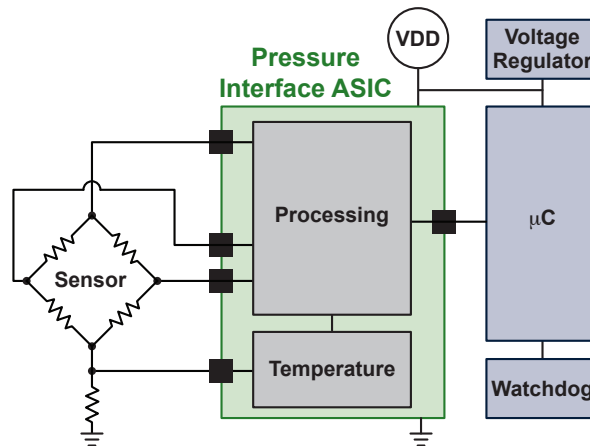 VDD
Voltage
Regulator
Pressure
Interface ASIC
Processing
μC
Sensor
Temperature
Watchdog